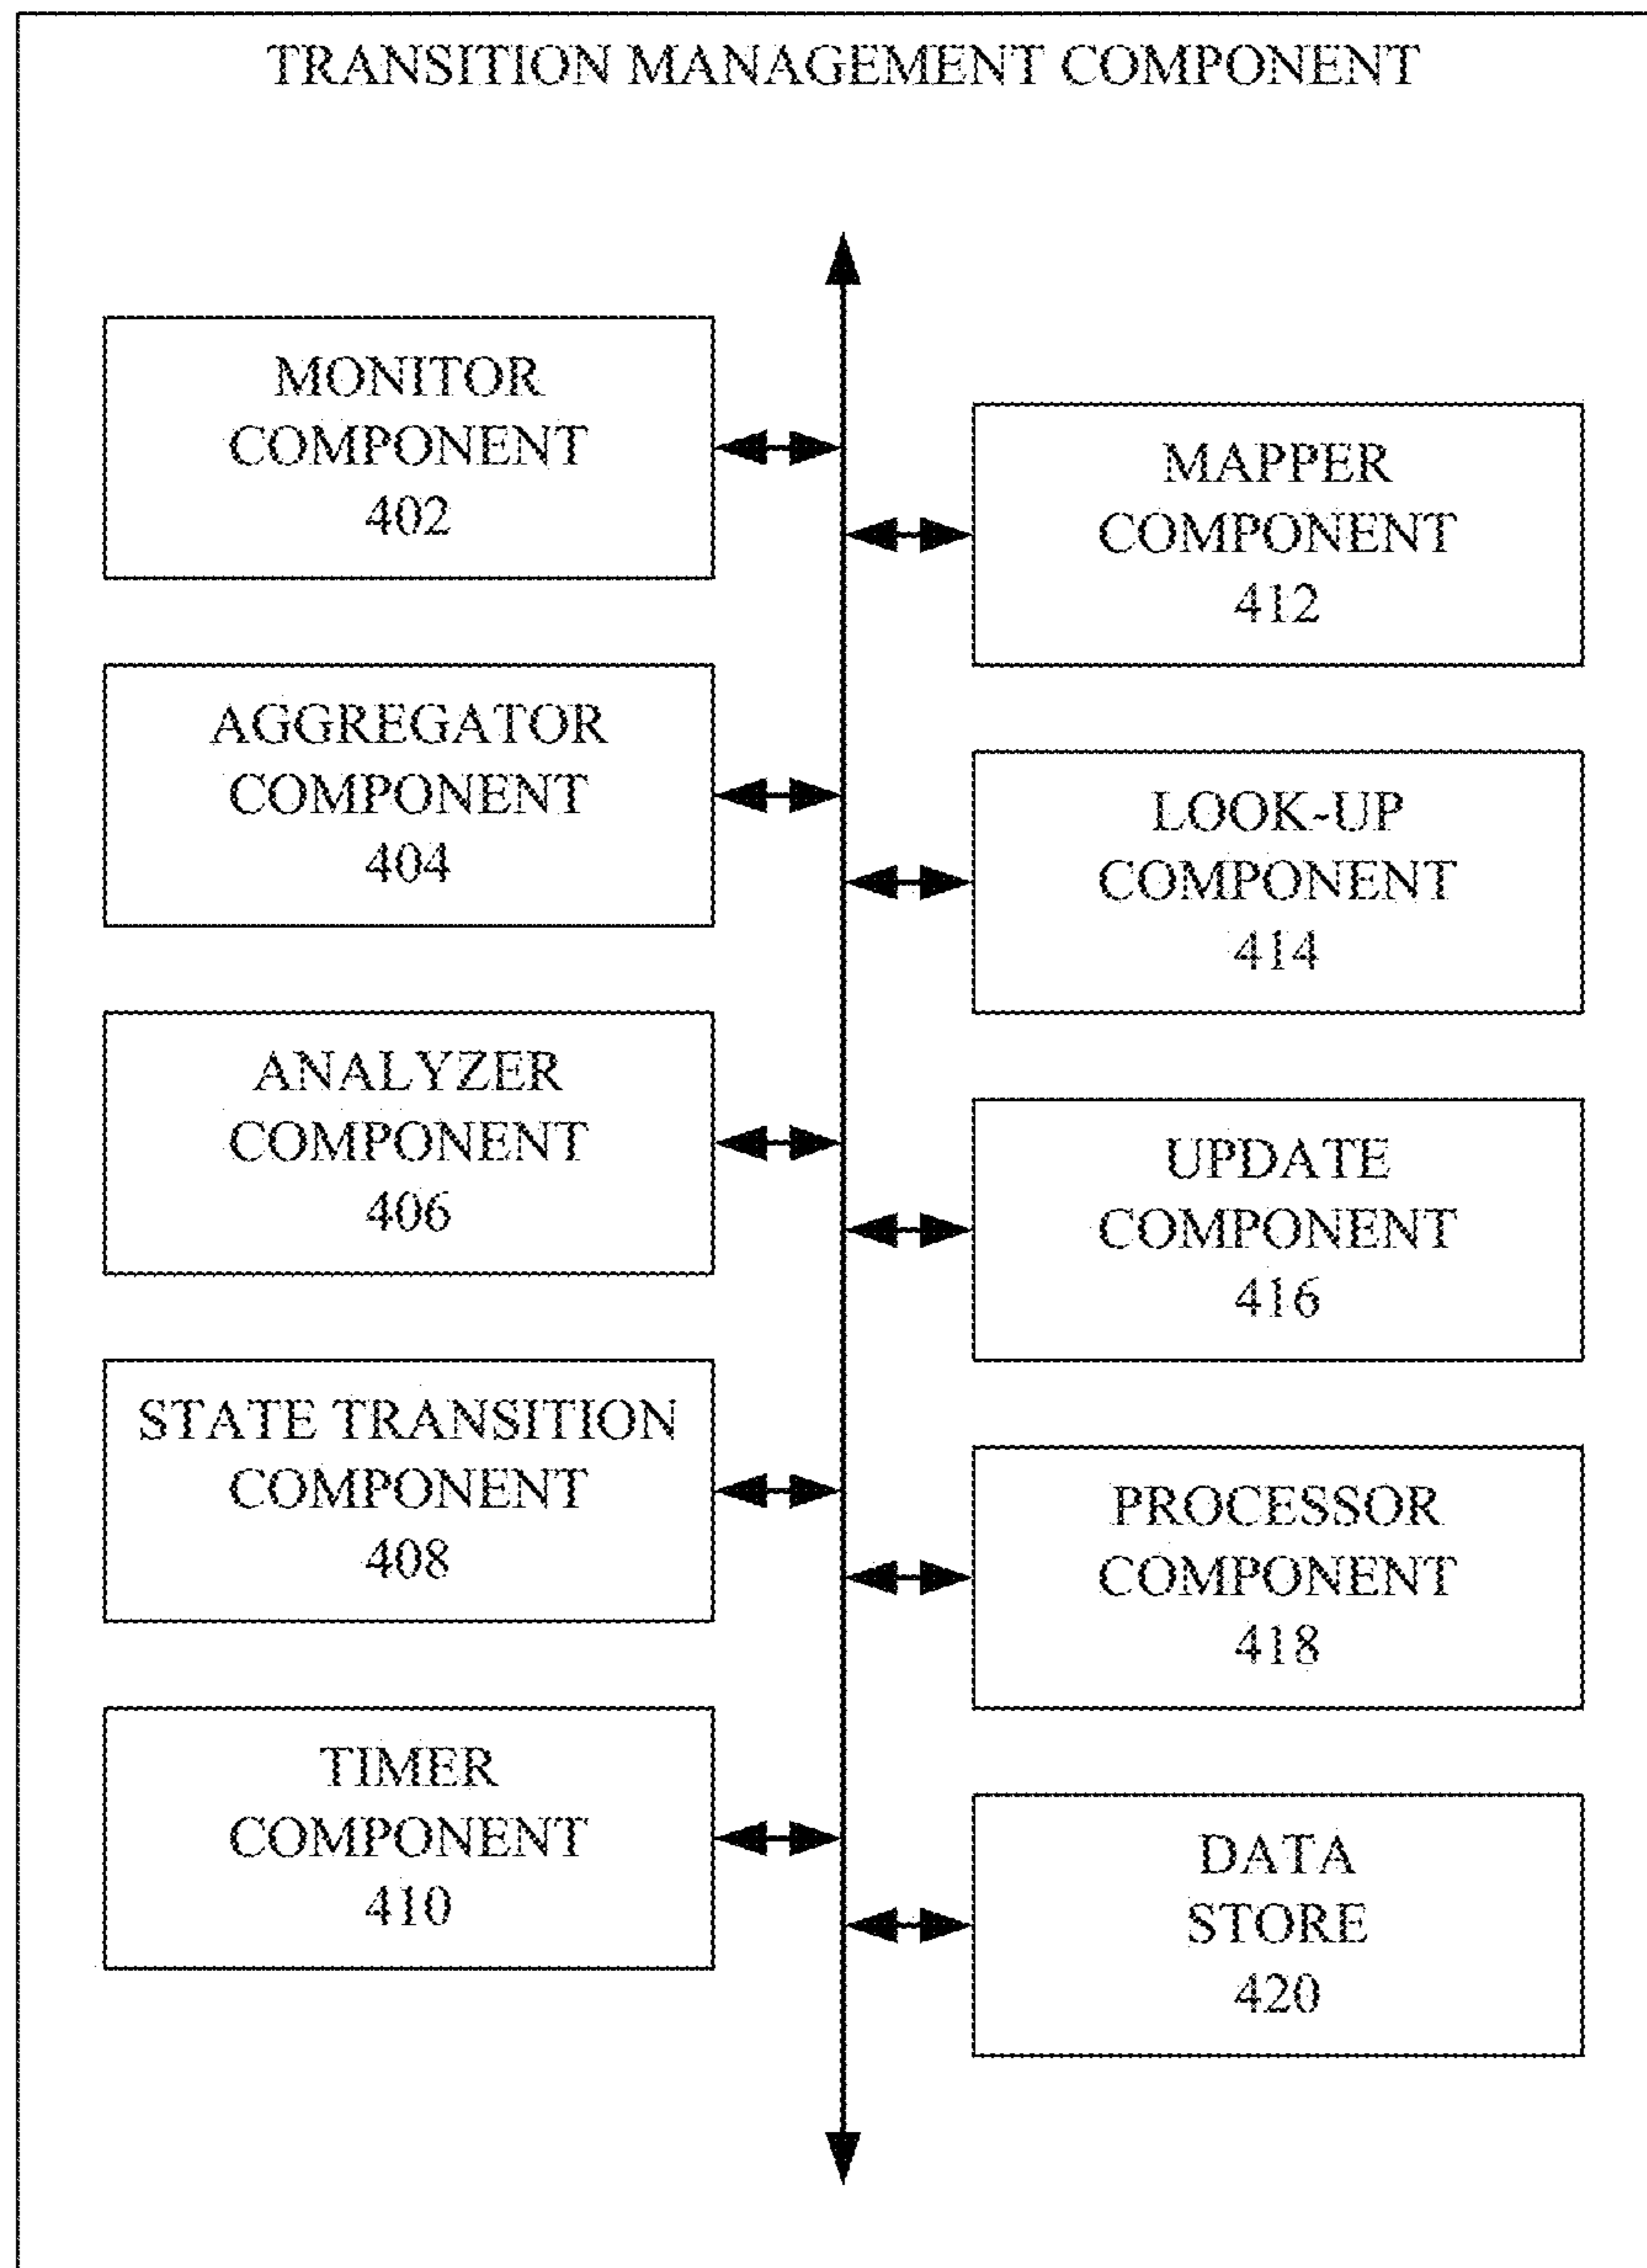 TRANSITION MANAGEMENT COMPONENT
MONITOR
COMPONENT
402
AGGREGATOR
COMPONENT
404
ANALYZER
COMPONENT
406
STATE TRANSITION
COMPONENT
408
TIMER
COMPONENT
410
MAPPER
COMPONENT
412
LOOK-UP
COMPONENT
414
UPDATE
COMPONENT
416
PROCESSOR
COMPONENT
418
DATA
STORE
420